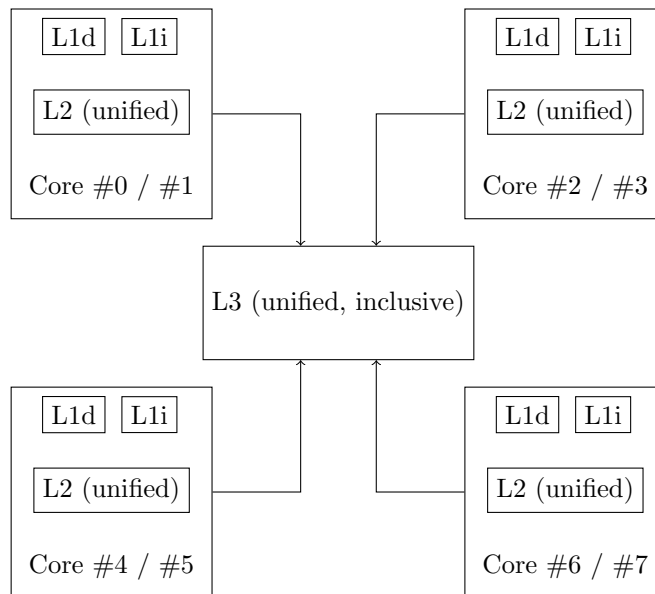 L1d L1i
L2 (unified)
Core #0 / #1
L1d L1i
L2 (unified)
Core #2 / #3
L3 (unified, inclusive)
L1d L1i
L2 (unified)
Core #4 / #5
L1d L1i
L2 (unified)
Core #6 / #7